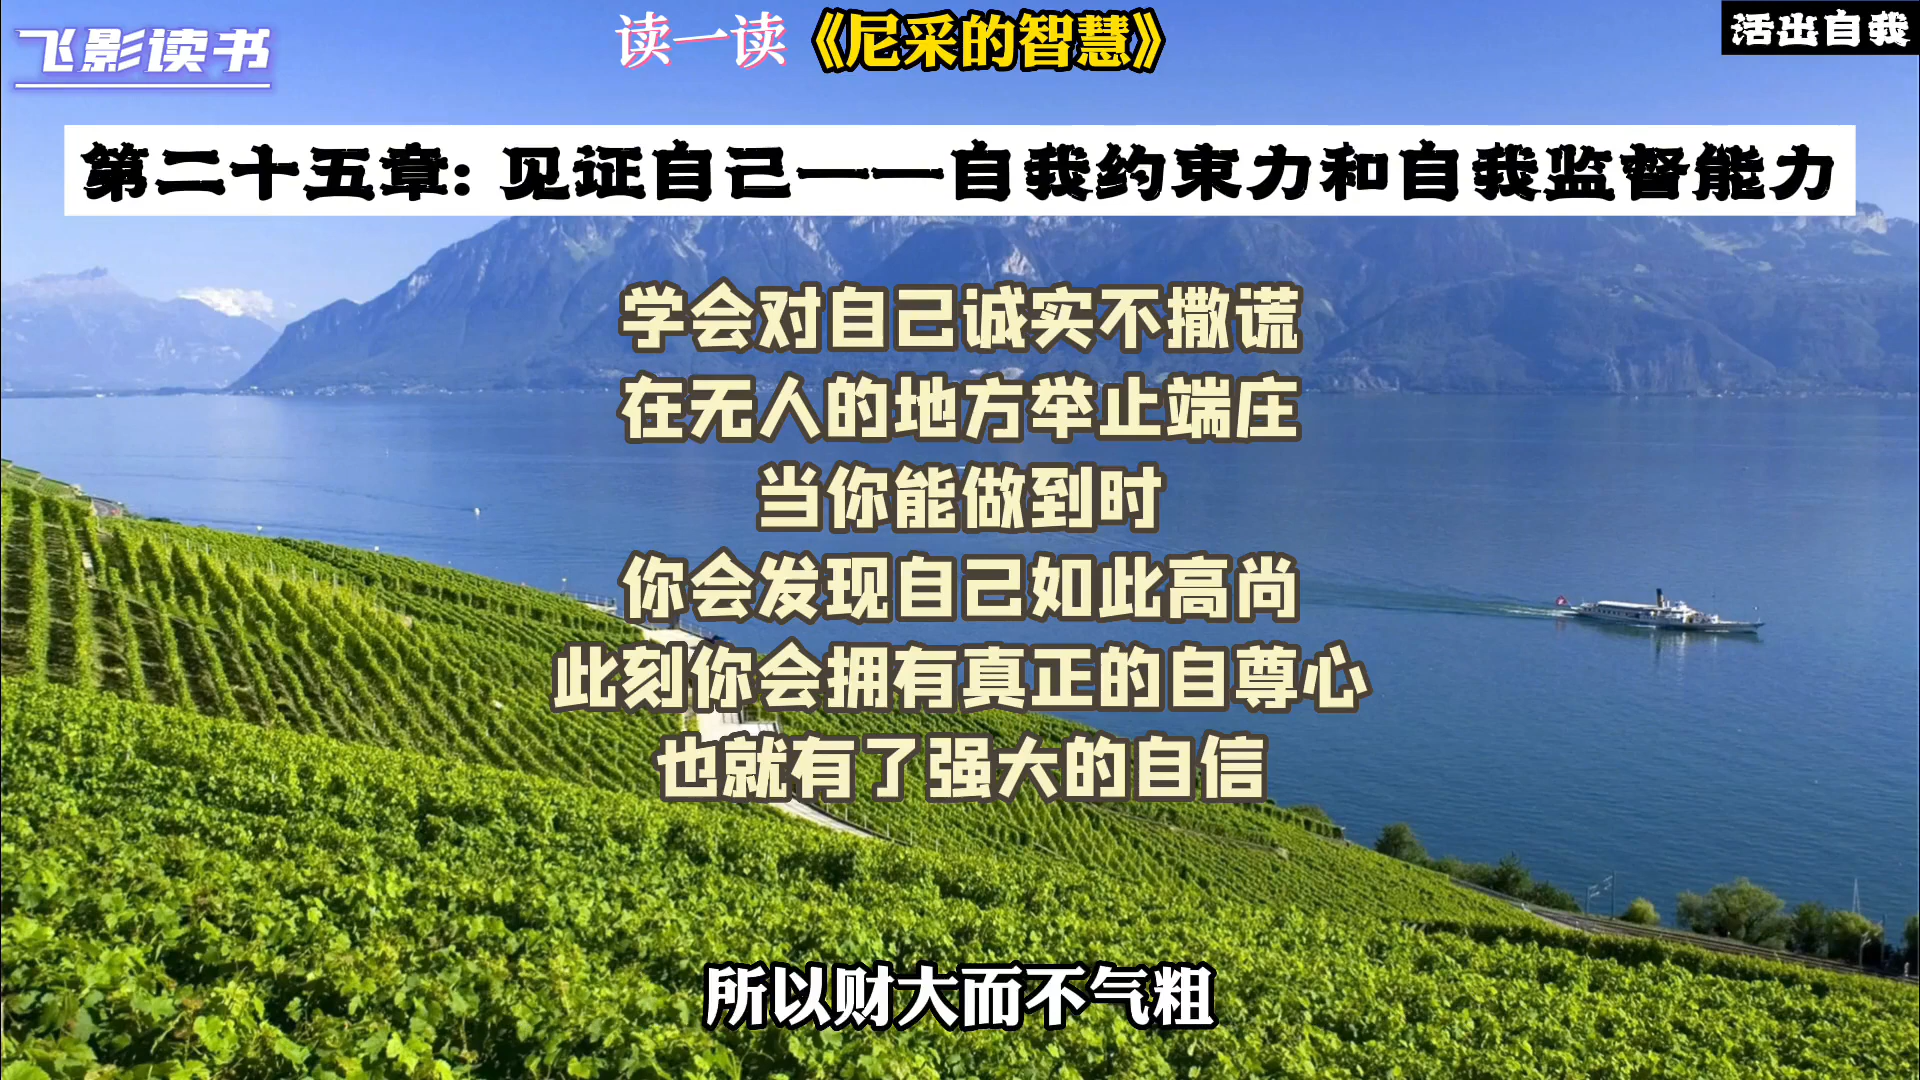 飞影读书
读一读《尼采的智慧》
活出自我
第二十五章：见证自己——自我约束力和自我监督能力
学会对自己诚实不撒谎
在无人的地方举止端庄
当你能做到时
你会发现自己如此高尚
此刻你会拥有真正的自尊心
也就有了强大的自信
所以财大而不气粗